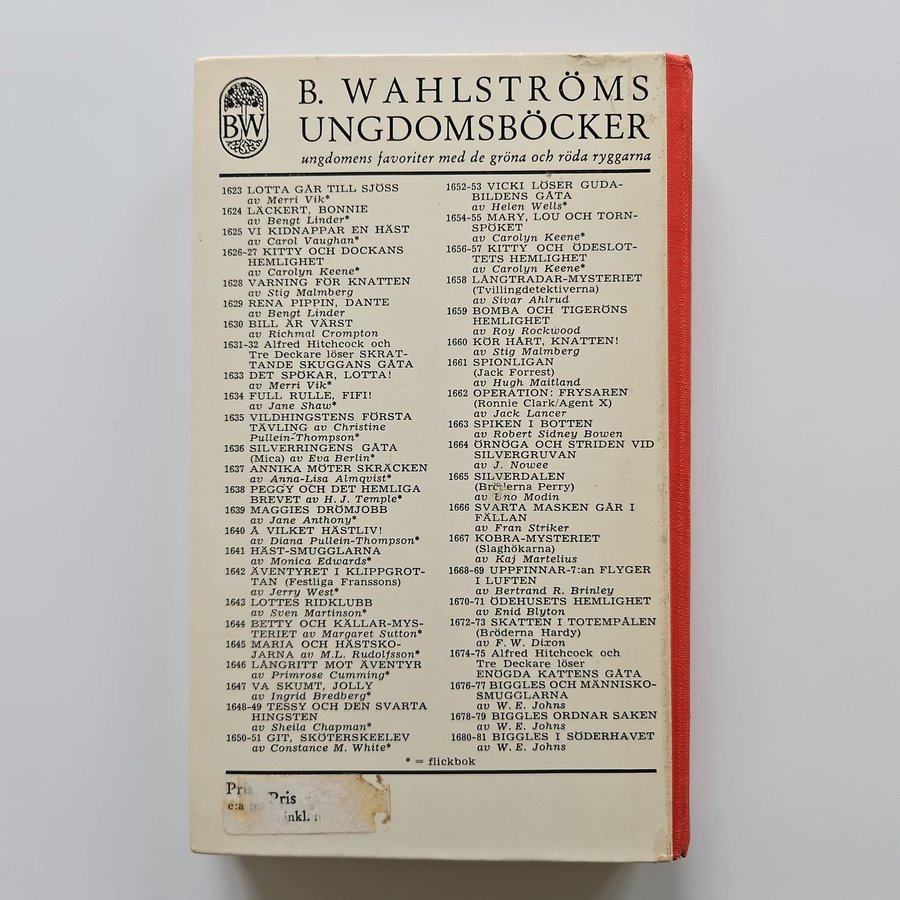 BW
B. WAHLSTRÖMS
UNGDOMSBÖCKER
ungdomens favoriter med de gröna och röda ryggarna
1623 LOTTA GÅR TILL SJÖSS
av Merri Vik*
1624 LÄCKERT, BONNIE
av Bengt Linder*
1625 VI KIDNAPPAR EN HÄST
av Carol Vaughan*
1626-27 KITTY OCH DOCKANS
HEMLIGHET
av Carolyn Keene*
1628 VARNING FÖR KNATTEN
av Stig Malmberg
1629 RENA PIPPIN, DANTE
av Bengt Linder
1630 BILL ÄR VÄRST
av Richmal Crompton
1631-32 Alfred Hitchcock och
Tre Deckare löser SKRAT-
TANDE SKUGGANS GÅTA
1633 DET SPÖKAR, LOTTA!
av Merri Vik*
1634 FULL RULLE, FIFI!
av Jane Shaw*
1635 VILDHINGSTENS FÖRSTA
TÄVLING av Christine
Pullein-Thompson*
1636 SILVERRINGENS GÅTA
(Mica) av Eva Berlin*
1637 ANNIKA MÖTER SKRÄCKEN
av Anna-Lisa Almqvist*
1638 PEGGY OCH DET HEMLIGA
BREVET av H. J. Temple*
1639 MAGGIES DRÖMJOBB
av Jane Anthony*
1640 Å VILKET HÄSTLIV!
av Diana Pullein-Thompson*
1641 HÄST-SMUGGLARNA
av Monica Edwards*
1642 ÄVENTYRET I KLIPPGROT-
TAN (Festliga Franssons)
av Jerry West*
1643 LOTTES RIDKLUBB
av Sven Martinson*
1644 BETTY OCH KÄLLAR-MYS-
TERIET av Margaret Sutton*
1645 MARIA OCH HÄSTSKO-
JARNA av M.L. Rudolfsson*
1646 LÅNGRITT MOT ÄVENTYR
av Primrose Cumming*
1647 VA SKUMT, JOLLY
av Ingrid Bredberg*
1648-49 TESSY OCH DEN SVARTA
HINGSTEN
av Sheila Chapman*
1650-51 GIT, SKÖTERSKEELEV
av Constance M. White*
1652-53 VICKI LÖSER GUDA-
BILDENS GÅTA
av Helen Wells*
1654-55 MARY, LOU OCH TORN-
SPÖKET
av Carolyn Keene*
1656-57 KITTY OCH ÖDESLOT-
TETS HEMLIGHET
av Carolyn Keene*
1658 LÅNGTRADAR-MYSTERIET
(Tvillingdetektiverna)
av Sivar Ahlrud
1659 BOMBA OCH TIGERÖNS
HEMLIGHET
av Roy Rockwood
1660 KÖR HÅRT, KNATTEN!
av Stig Malmberg
1661 SPIONLIGAN
(Jack Forrest)
av Hugh Maitland
1662 OPERATION: FRYSAREN
(Ronnie Clark/Agent X)
av Jack Lancer
1663 SPIKEN I BOTTEN
av Robert Sidney Bowen
1664 ÖRNÖGA OCH STRIDEN VID
SILVERGRUVAN
av J. Nowee
1665 SILVERDALEN
(Bröderna Perry)
av Uno Modin
1666 SVARTA MASKEN GÅR I
FÄLLAN
av Fran Striker
1667 KOBRA-MYSTERIET
(Slaghökarna)
av Kaj Martelius
1668-69 UPPFINNAR-7:an FLYGER
I LUFTEN
av Bertrand R. Brinley
1670-71 ÖDEHUSETS HEMLIGHET
av Enid Blyton
1672-73 SKATTEN I TOTEMPÅLEN
(Bröderna Hardy)
av F. W. Dixon
1674-75 Alfred Hitchcock och
Tre Deckare löser
ENÖGDA KATTENS GÅTA
1676-77 BIGGLES OCH MÄNNISKO-
SMUGGLARNA
av W. E. Johns
1678-79 BIGGLES ORDNAR SAKEN
av W. E. Johns
1680-81 BIGGLES I SÖDERHAVET
av W. E. Johns
* = flickbok
Pris
c:a inkl.